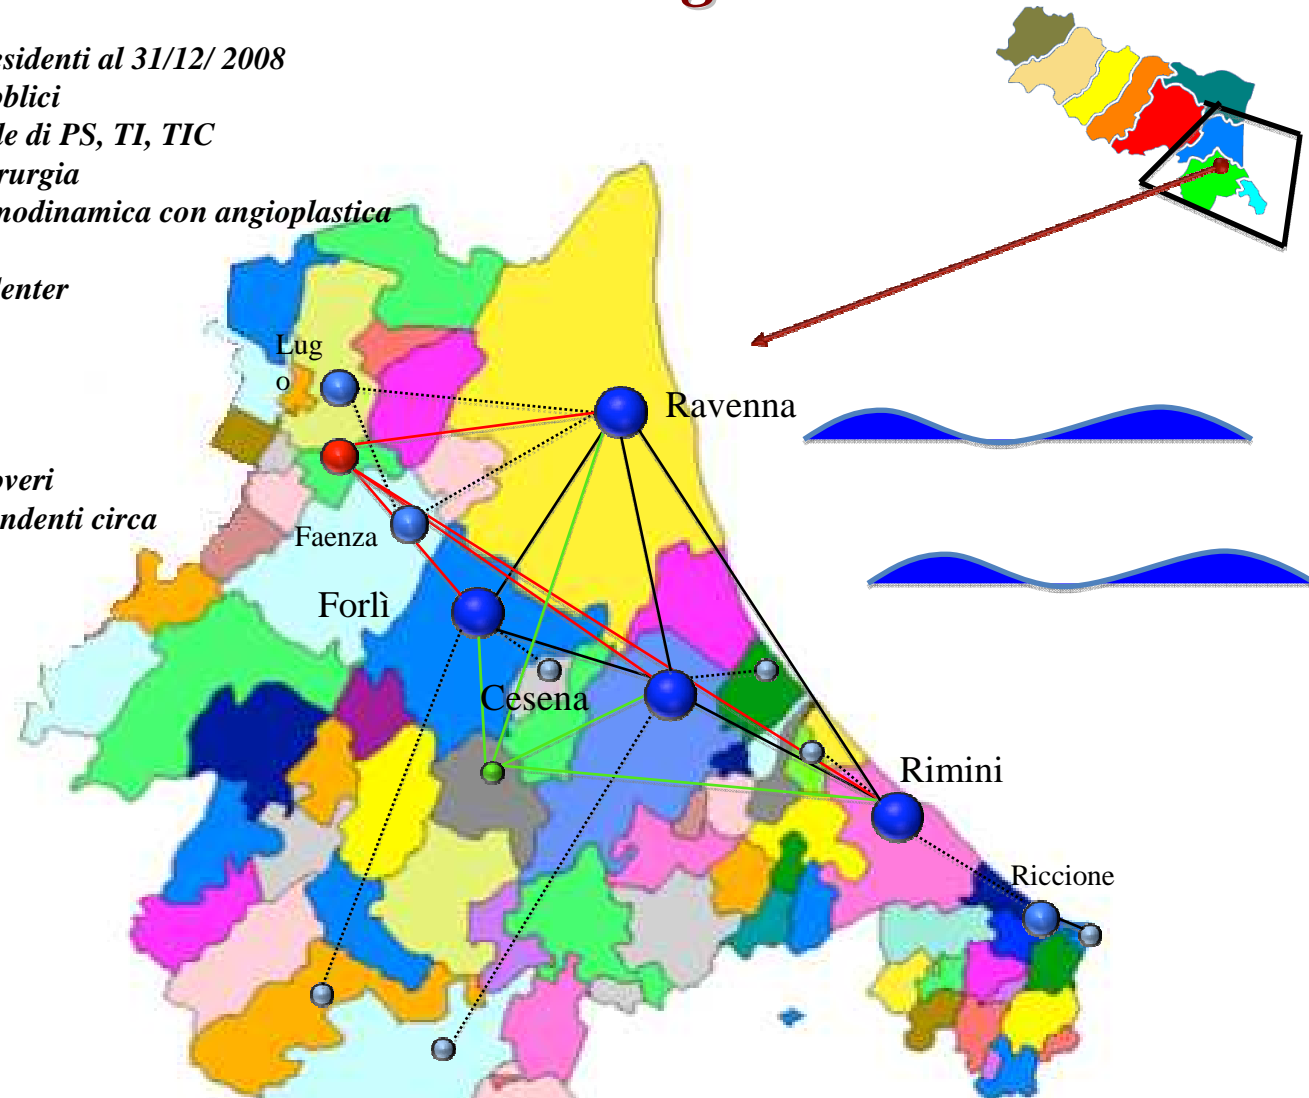 g
esidenti al 31/12/ 2008
bblici
le di PS, TI, TIC
rurgia
modinamica con angioplastica
lenter
Lug
o
Ravenna
overi
ndenti circa
Faenza
Forlì
Cesena
Rimini
Riccione